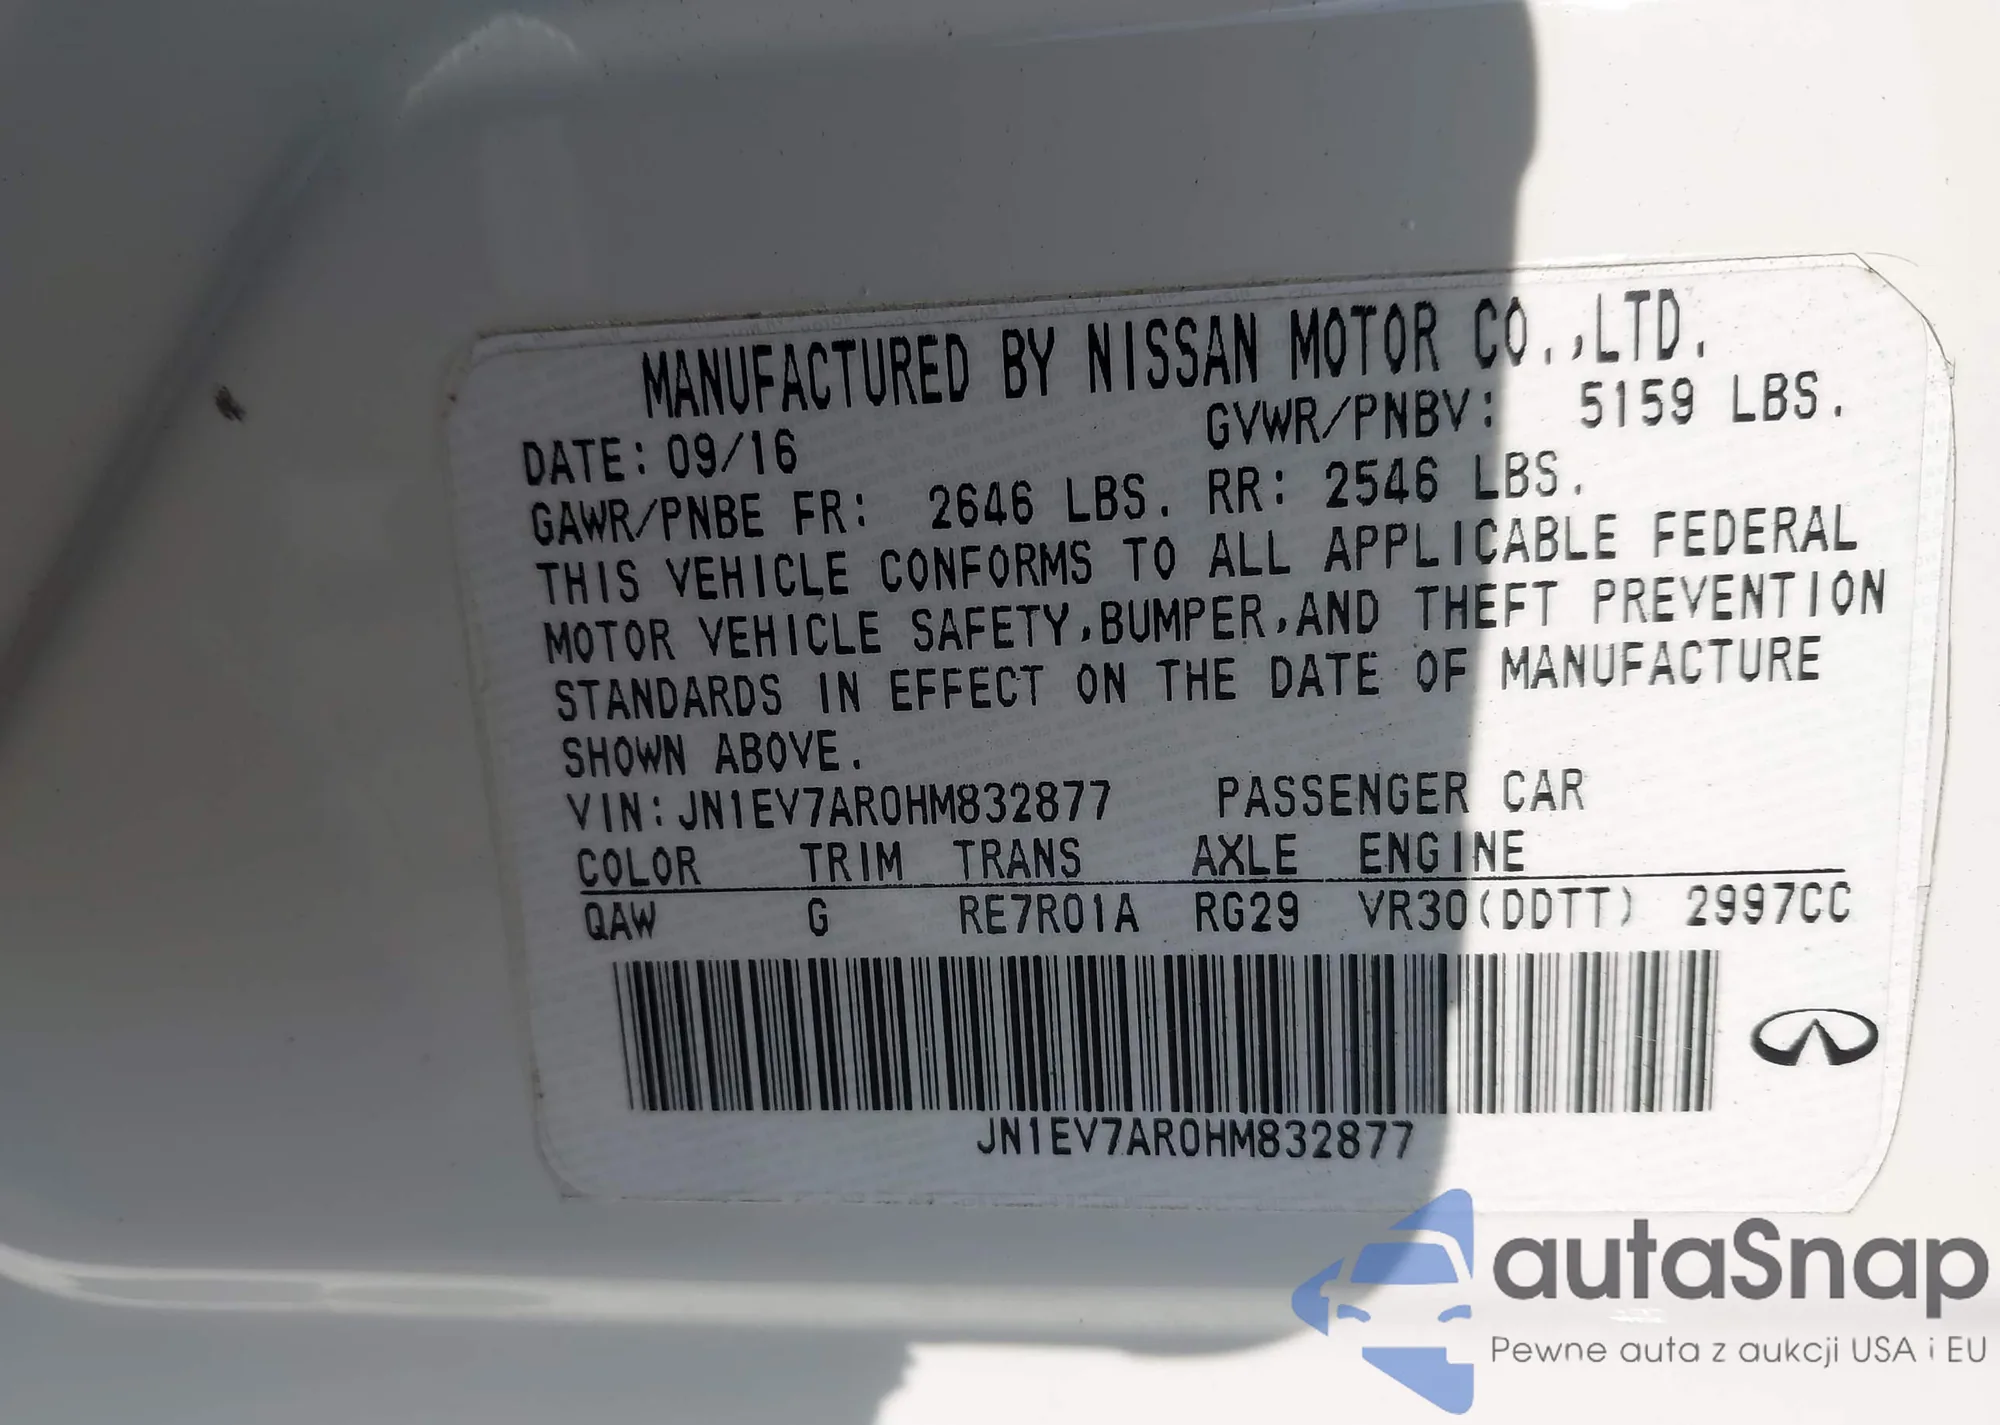 MANUFACTURED BY NISSAN MOTOR CO.,LTD.
DATE: 09/16 GVWR/PNBV: 5159 LBS.
GAWR/PNBE FR: 2646 LBS. RR: 2546 LBS.
THIS VEHICLE CONFORMS TO ALL APPLICABLE FEDERAL
MOTOR VEHICLE SAFETY,BUMPER,AND THEFT PREVENTION
STANDARDS IN EFFECT ON THE DATE OF MANUFACTURE
SHOWN ABOVE.
VIN:JN1EV7AR0HM832877 PASSENGER CAR
COLOR TRIM TRANS AXLE ENGINE
QAW G RE7R01A RG29 VR30(DDTT) 2997CC
JN1EV7AR0HM832877
autaSnap
Pewne auta z aukcji USA i EU